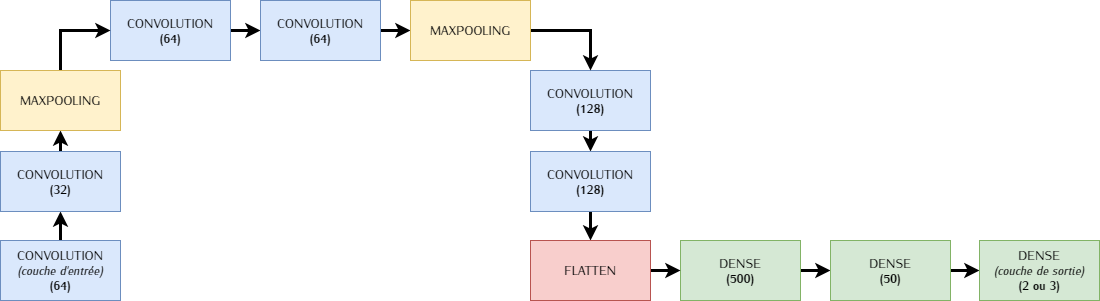 CONVOLUTION
(couche d'entrée)
(64)
CONVOLUTION
(32)
MAXPOOLING
CONVOLUTION
(64)
CONVOLUTION
(64)
MAXPOOLING
CONVOLUTION
(128)
CONVOLUTION
(128)
FLATTEN
DENSE
(500)
DENSE
(50)
DENSE
(couche de sortie)
(2 ou 3)